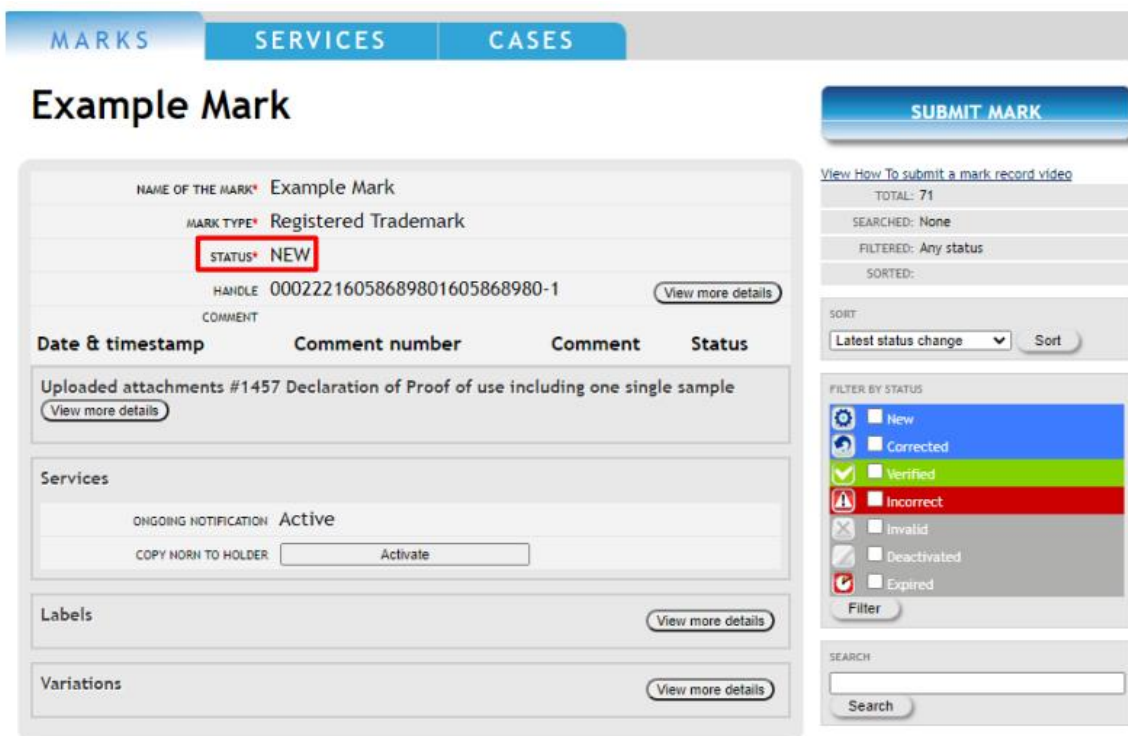 MARKS SERVICES CASES
Example Mark
NAME OF THE MARK* Example Mark
MARK TYPE* Registered Trademark
STATUS* NEW
HANDLE 00022216058689801605868980-1 View more details
COMMENT
Date & timestamp Comment number Comment Status
Uploaded attachments #1457 Declaration of Proof of use including one single sample
View more details
Services
ONGOING NOTIFICATION Active
COPY NORN TO HOLDER Activate
Labels View more details
Variations View more details
SUBMIT MARK
View How To submit a mark record video
TOTAL: 71
SEARCHED: None
FILTERED: Any status
SORTED:
SORT
Latest status change Sort
FILTER BY STATUS
New
Corrected
Verified
Incorrect
Invalid
Deactivated
Expired
Filter
SEARCH
Search